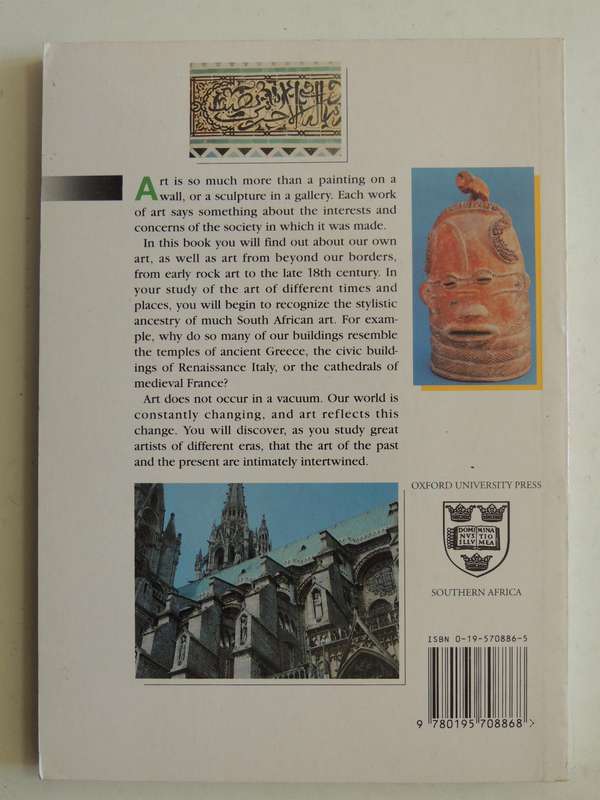 Art is so much more than a painting on a
wall, or a sculpture in a gallery. Each work
of art says something about the interests and
concerns of the society in which it was made.
In this book you will find out about our own
art, as well as art from beyond our borders,
from early rock art to the late 18th century. In
your study of the art of different times and
places, you will begin to recognize the stylistic
ancestry of much South African art. For exam-
ple, why do so many of our buildings resemble
the temples of ancient Greece, the civic build-
ings of Renaissance Italy, or the cathedrals of
medieval France?
Art does not occur in a vacuum. Our world is
constantly changing, and art reflects this
change. You will discover, as you study great
artists of different eras, that the art of the past
and the present are intimately intertwined.
OXFORD UNIVERSITY PRESS
DOMI MINA
NVS TIO
ILLV MEA
SOUTHERN AFRICA
ISBN 0-19-570886-5
9 780195 708868 >